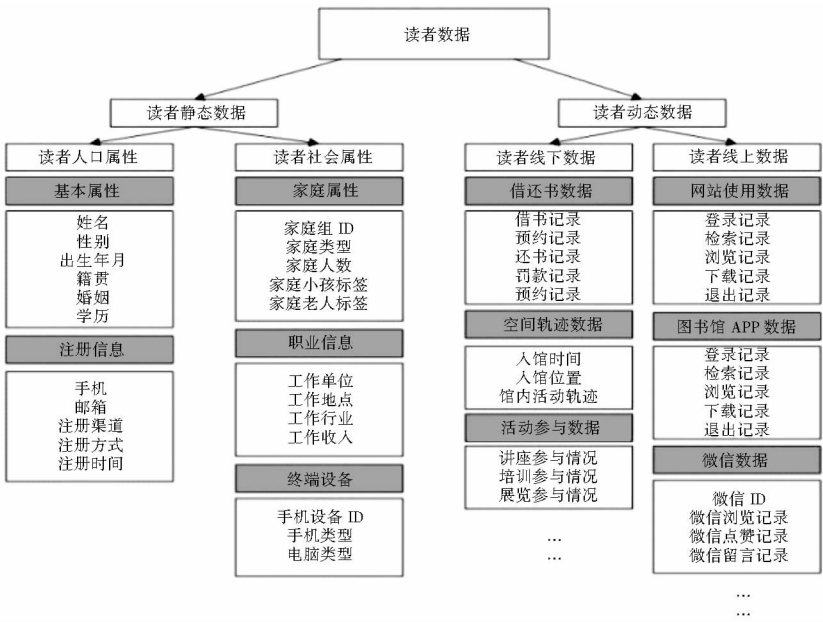 读者数据
读者静态数据
读者动态数据
读者人口属性
读者社会属性
读者线下数据
读者线上数据
基本属性
姓名
性别
出生年月
籍贯
婚姻
学历
注册信息
手机
邮箱
注册渠道
注册方式
注册时间
家庭属性
家庭组 ID
家庭类型
家庭人数
家庭小孩标签
家庭老人标签
职业信息
工作单位
工作地点
工作行业
工作收入
终端设备
手机设备 ID
手机类型
电脑类型
借还书数据
借书记录
预约记录
还书记录
罚款记录
预约记录
空间轨迹数据
入馆时间
入馆位置
馆内活动轨迹
活动参与数据
讲座参与情况
培训参与情况
展览参与情况
…
…
网站使用数据
登录记录
检索记录
浏览记录
下载记录
退出记录
图书馆 APP 数据
登录记录
检索记录
浏览记录
下载记录
退出记录
微信数据
微信 ID
微信浏览记录
微信点赞记录
微信留言记录
…
…